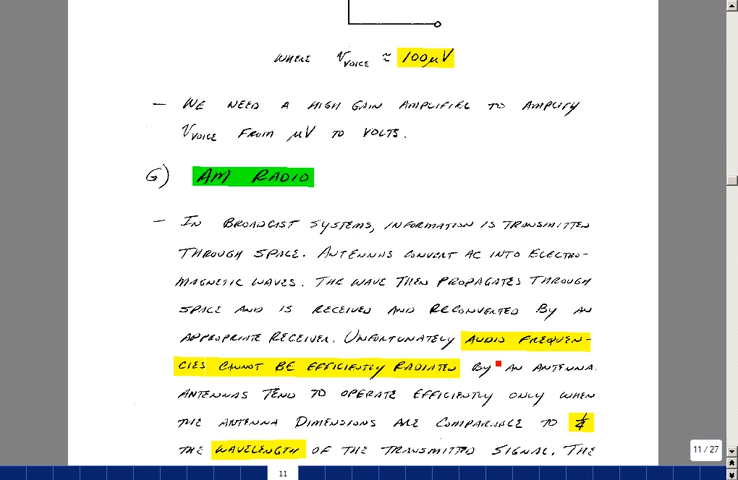 WHERE V VOICE ≈ 100μV
— WE NEED A HIGH GAIN AMPLIFIER TO AMPLIFY
V VOICE FROM μV TO VOLTS.
G) AM RADIO
— IN BROADCAST SYSTEMS, INFORMATION IS TRANSMITTED
THROUGH SPACE. ANTENNAS CONVERT AC INTO ELECTRO-
MAGNETIC WAVES. THE WAVE THEN PROPAGATES THROUGH
SPACE AND IS RECEIVED AND RECONVERTED BY AN
APPROPRIATE RECEIVER. UNFORTUNATELY AUDIO FREQUEN-
CIES CANNOT BE EFFICIENTLY RADIATED BY AN ANTENNA.
ANTENNAS TEND TO OPERATE EFFICIENTLY ONLY WHEN
THE ANTENNA DIMENSIONS ARE COMPARABLE TO 1/4
THE WAVELENGTH OF THE TRANSMITTED SIGNAL. THE
11 / 27
11